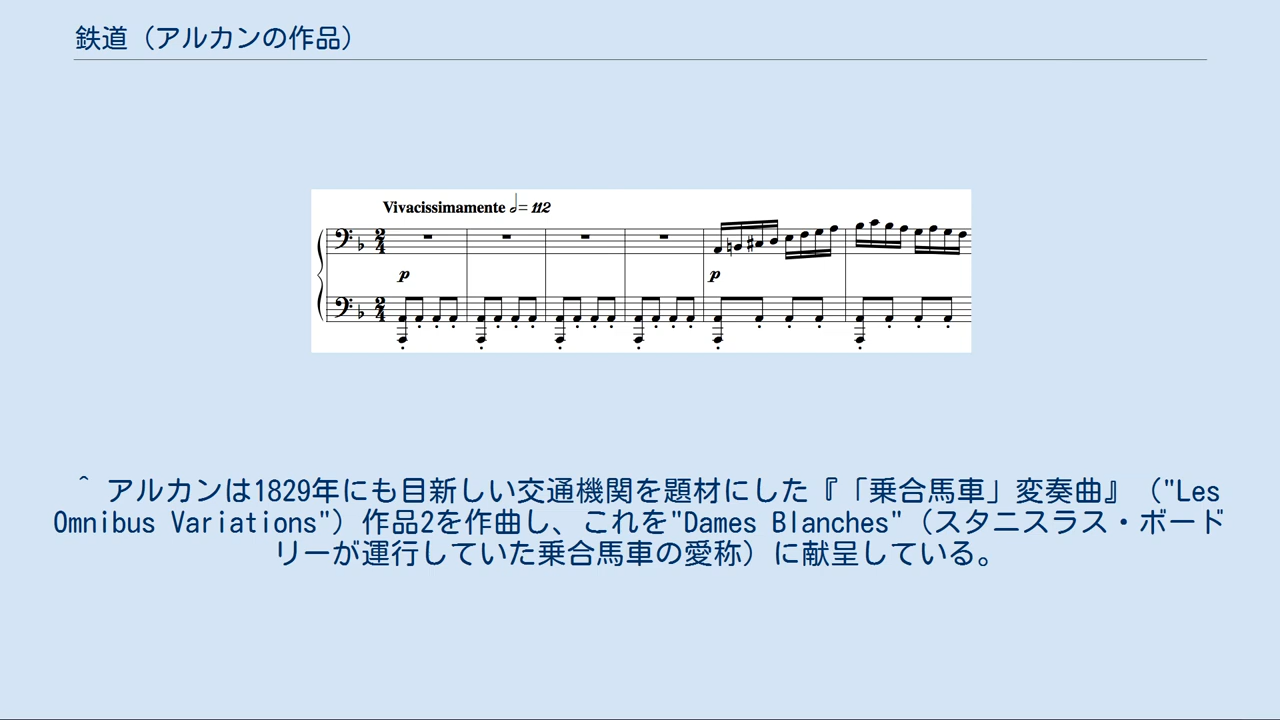 鉄道（アルカンの作品）
Vivacissimamente 𝅗𝅥= 112
p
p
^ アルカンは1829年にも目新しい交通機関を題材にした『「乗合馬車」変奏曲』（"Les
Omnibus Variations"）作品2を作曲し、これを"Dames Blanches"（スタニスラス・ボード
リーが運行していた乗合馬車の愛称）に献呈している。